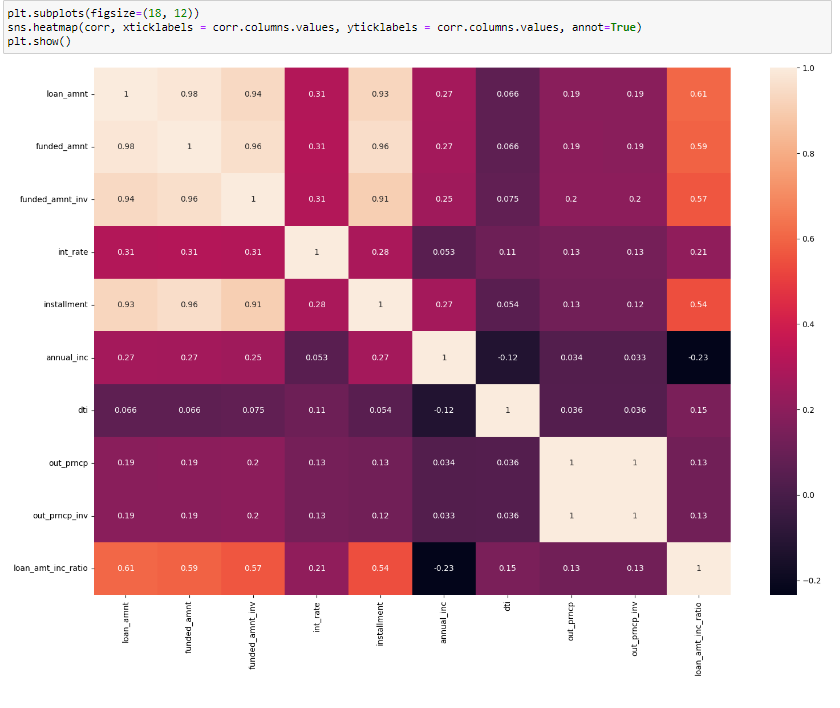 plt.subplots(figsize=(18, 12))
sns.heatmap(corr, xticklabels = corr.columns.values, yticklabels = corr.columns.values, annot=True)
plt.show()
loan_amnt 1 0.98 0.94 0.31 0.93 0.27 0.066 0.19 0.19 0.61
funded_amnt 0.98 1 0.96 0.31 0.96 0.27 0.066 0.19 0.19 0.59
funded_amnt_inv 0.94 0.96 1 0.31 0.91 0.25 0.075 0.2 0.2 0.57
int_rate 0.31 0.31 0.31 1 0.28 0.053 0.11 0.13 0.13 0.21
installment 0.93 0.96 0.91 0.28 1 0.27 0.054 0.13 0.12 0.54
annual_inc 0.27 0.27 0.25 0.053 0.27 1 -0.12 0.034 0.033 -0.23
dti 0.066 0.066 0.075 0.11 0.054 -0.12 1 0.036 0.036 0.15
out_prncp 0.19 0.19 0.2 0.13 0.13 0.034 0.036 1 1 0.13
out_prncp_inv 0.19 0.19 0.2 0.13 0.12 0.033 0.036 1 1 0.13
loan_amt_inc_ratio 0.61 0.59 0.57 0.21 0.54 -0.23 0.15 0.13 0.13 1
loan_amnt
funded_amnt
funded_amnt_inv
int_rate
installment
annual_inc
dti
out_prncp
out_prncp_inv
loan_amt_inc_ratio
1.0
0.8
0.6
0.4
0.2
0.0
−0.2